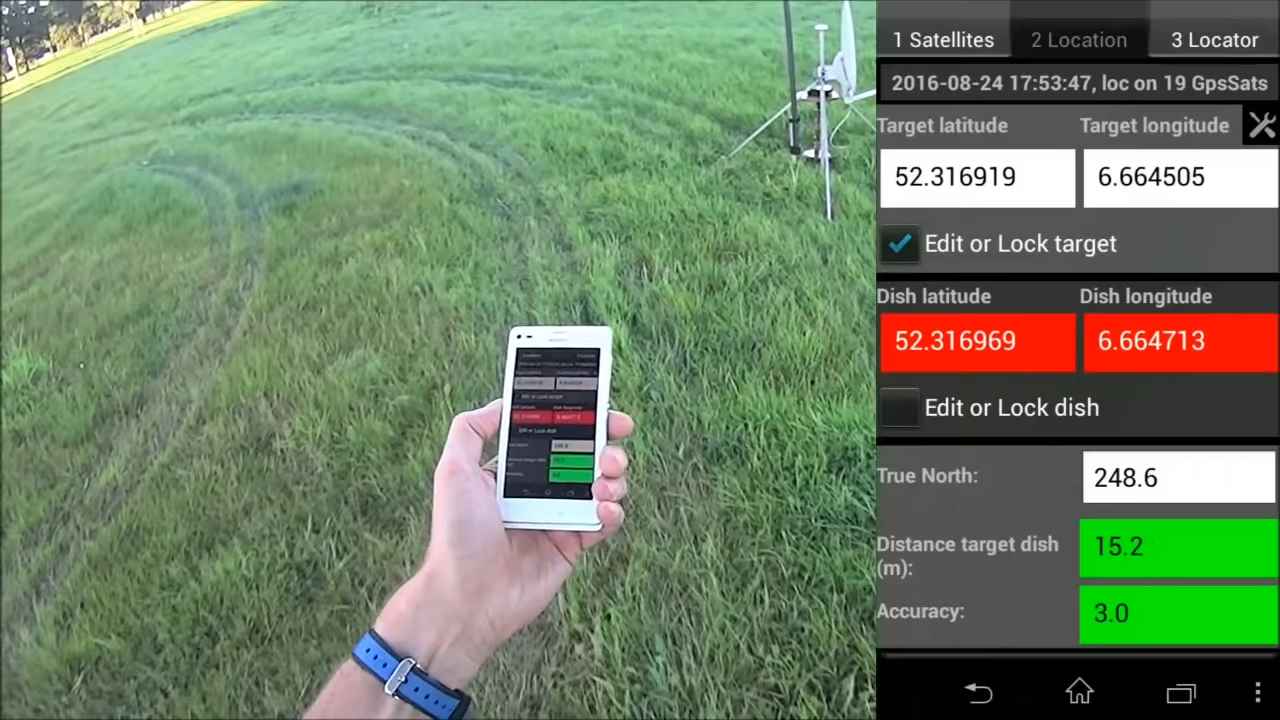 1 Satellites
2 Location
3 Locator
2016-08-24 17:53:47, loc on 19 GpsSats
Target latitude
Target longitude
52.316919
6.664505
Edit or Lock target
Dish latitude
Dish longitude
52.316969
6.664713
Edit or Lock dish
True North:
248.6
Distance target dish
(m):
15.2
Accuracy:
3.0